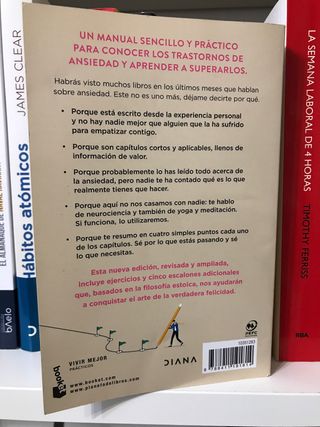 UN MANUAL SENCILLO Y PRÁCTICO
PARA CONOCER LOS TRASTORNOS DE
ANSIEDAD Y APRENDER A SUPERARLOS.
Habrás visto muchos libros en los últimos meses que hablan
sobre ansiedad. Este no es uno más, déjame decirte por qué.
• Porque está escrito desde la experiencia personal
y no hay nadie mejor que alguien que la ha sufrido
para empatizar contigo.
• Porque son capítulos cortos y aplicables, llenos de
información de valor.
• Porque probablemente lo has leído todo acerca de
la ansiedad, pero nadie te ha contado qué es lo que
realmente tienes que hacer.
• Porque aquí no nos casamos con nadie: te hablo
de neurociencia y también de yoga y meditación.
Si funciona, lo utilizaremos.
• Porque te resumo en cuatro simples puntos cada uno
de los capítulos. Sé por lo que estás pasando y sé
lo que necesitas.
Esta nueva edición, revisada y ampliada,
incluye ejercicios y cinco escalones adicionales
que, basados en la filosofía estoica, nos ayudarán
a conquistar el arte de la verdadera felicidad.
booket
VIVIR MEJOR
PRÁCTICOS
DIANA
www.booket.com
www.planetadelibros.com
PEFC
10351283
JAMES CLEAR
Hábitos atómicos
LA SEMANA LABORAL DE 4 HORAS
TIMOTHY FERRISS
RBA